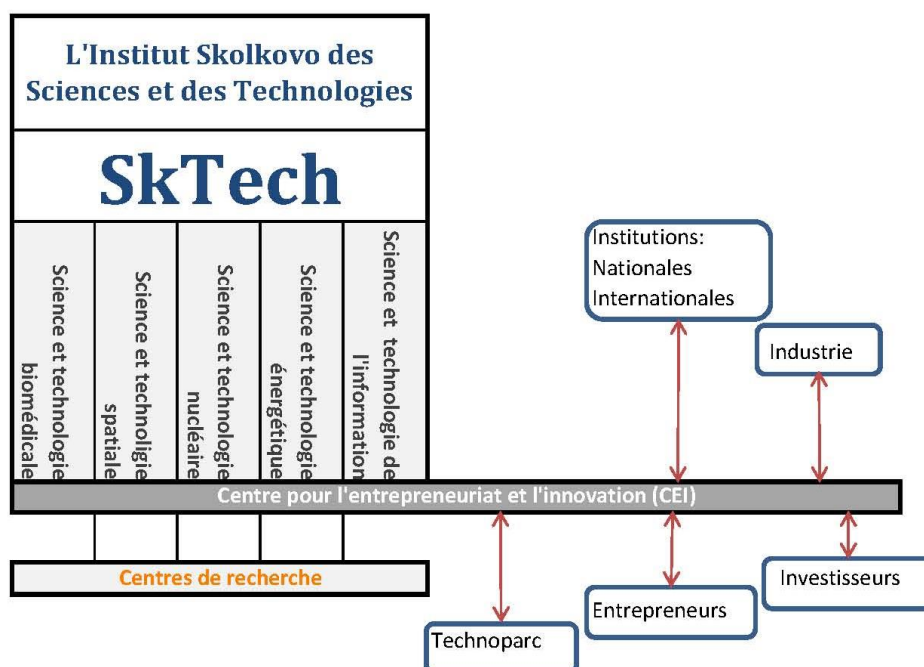 L'Institut Skolkovo des
Sciences et des Technologies
SkTech
Science et technologie
biomédicale
Science et technoligie
spatiale
Science et technologie
nucléaire
Science et technologie
énergétique
Science et technologie de
l'information
Institutions:
Nationales
Internationales
Industrie
Centre pour l'entrepreneuriat et l'innovation (CEI)
Centres de recherche
Technoparc
Entrepreneurs
Investisseurs